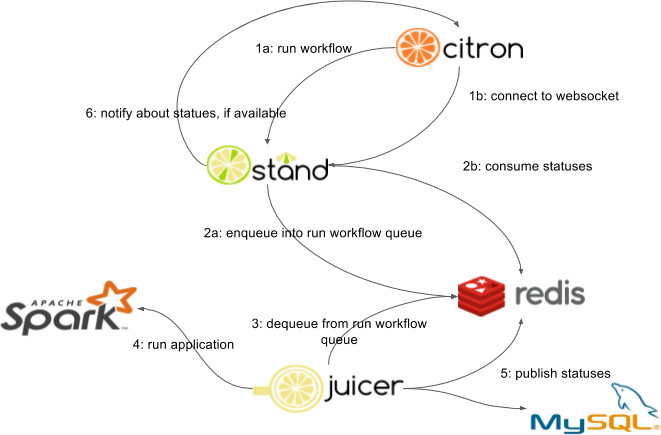 citron
1a: run workflow
1b: connect to websocket
6: notify about statues, if available
stand
2b: consume statuses
2a: enqueue into run workflow queue
redis
APACHE
Spark™
3: dequeue from run workflow
queue
4: run application
juicer
5: publish statuses
MySQL®